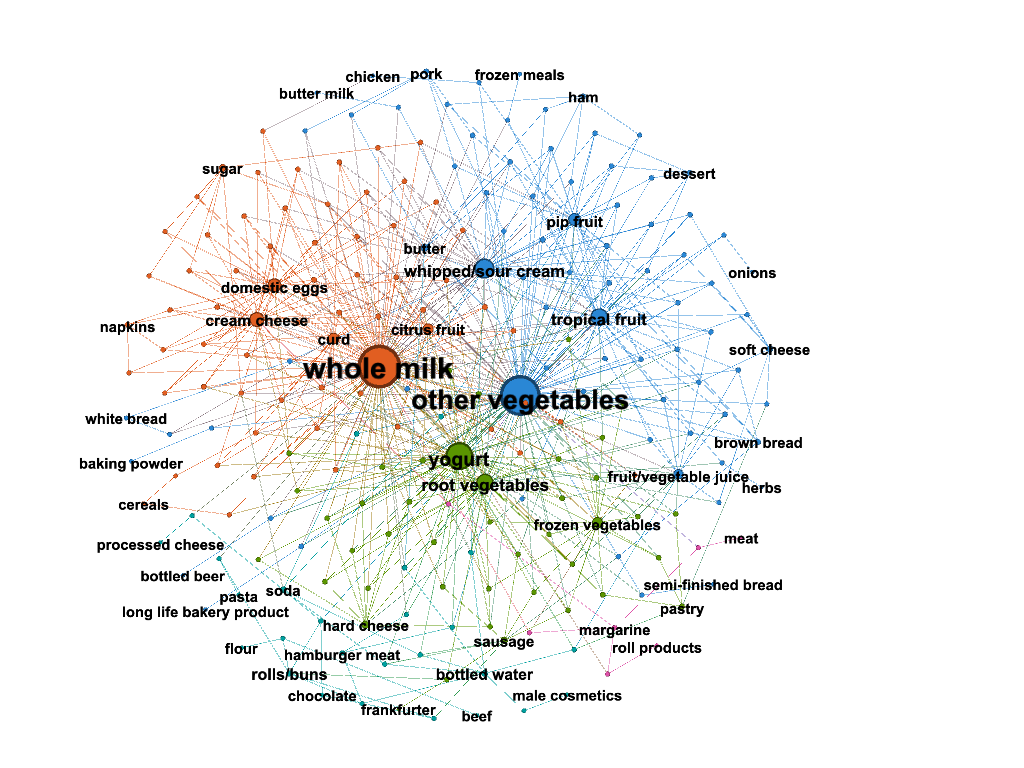 chicken
pork
frozen meals
butter milk
ham
sugar
dessert
pip fruit
butter
whipped/sour cream
onions
domestic eggs
cream cheese
tropical fruit
napkins
citrus fruit
curd
soft cheese
whole milk
other vegetables
white bread
brown bread
yogurt
baking powder
fruit/vegetable juice
root vegetables
herbs
cereals
frozen vegetables
meat
processed cheese
bottled beer
semi-finished bread
soda
pasta
long life bakery product
pastry
hard cheese
margarine
sausage
roll products
flour
hamburger meat
rolls/buns
bottled water
chocolate
male cosmetics
frankfurter
beef